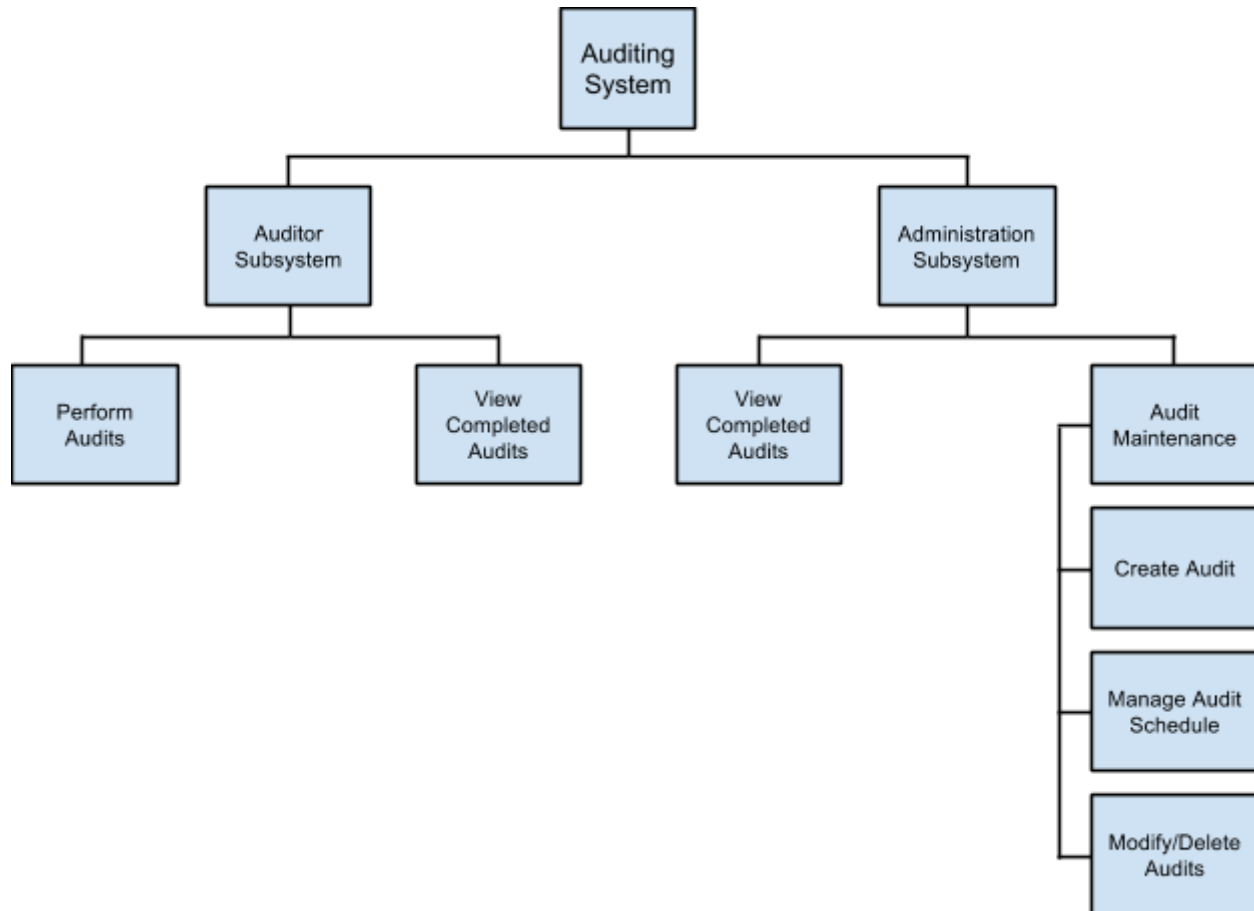 Auditing
System
Auditor
Subsystem
Administration
Subsystem
Perform
Audits
View
Completed
Audits
View
Completed
Audits
Audit
Maintenance
Create Audit
Manage Audit
Schedule
Modify/Delete
Audits